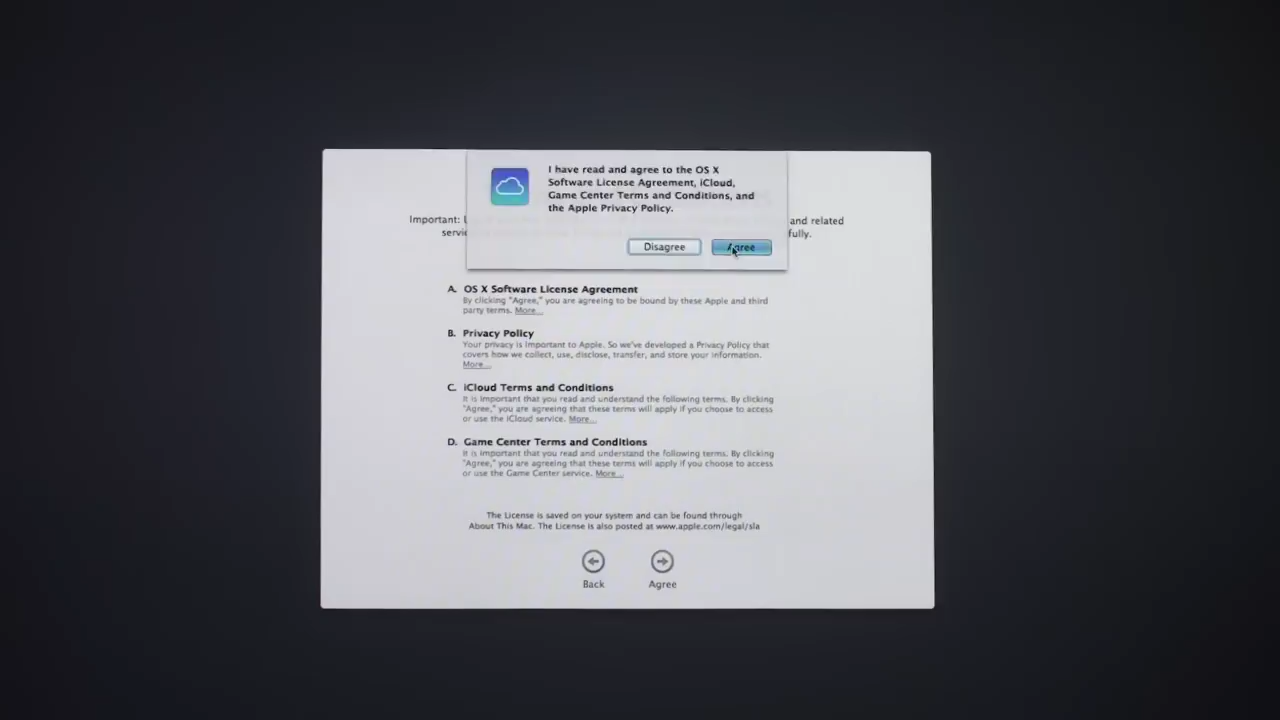 I have read and agree to the OS X
Software License Agreement, iCloud,
Game Center Terms and Conditions, and
the Apple Privacy Policy.
Disagree Agree
Important: and related
fully.
A. OS X Software License Agreement
By clicking "Agree," you are agreeing to be bound by these Apple and third
party terms. More...
B. Privacy Policy
Your privacy is important to Apple. So we've developed a Privacy Policy that
covers how we collect, use, disclose, transfer, and store your information.
More...
C. iCloud Terms and Conditions
It is important that you read and understand the following terms. By clicking
"Agree," you are agreeing that these terms will apply if you choose to access
or use the iCloud service. More...
D. Game Center Terms and Conditions
It is important that you read and understand the following terms. By clicking
"Agree," you are agreeing that these terms will apply if you choose to access
or use the Game Center service. More...
The License is saved on your system and can be found through
About This Mac. The License is also posted at www.apple.com/legal/sla
Back Agree